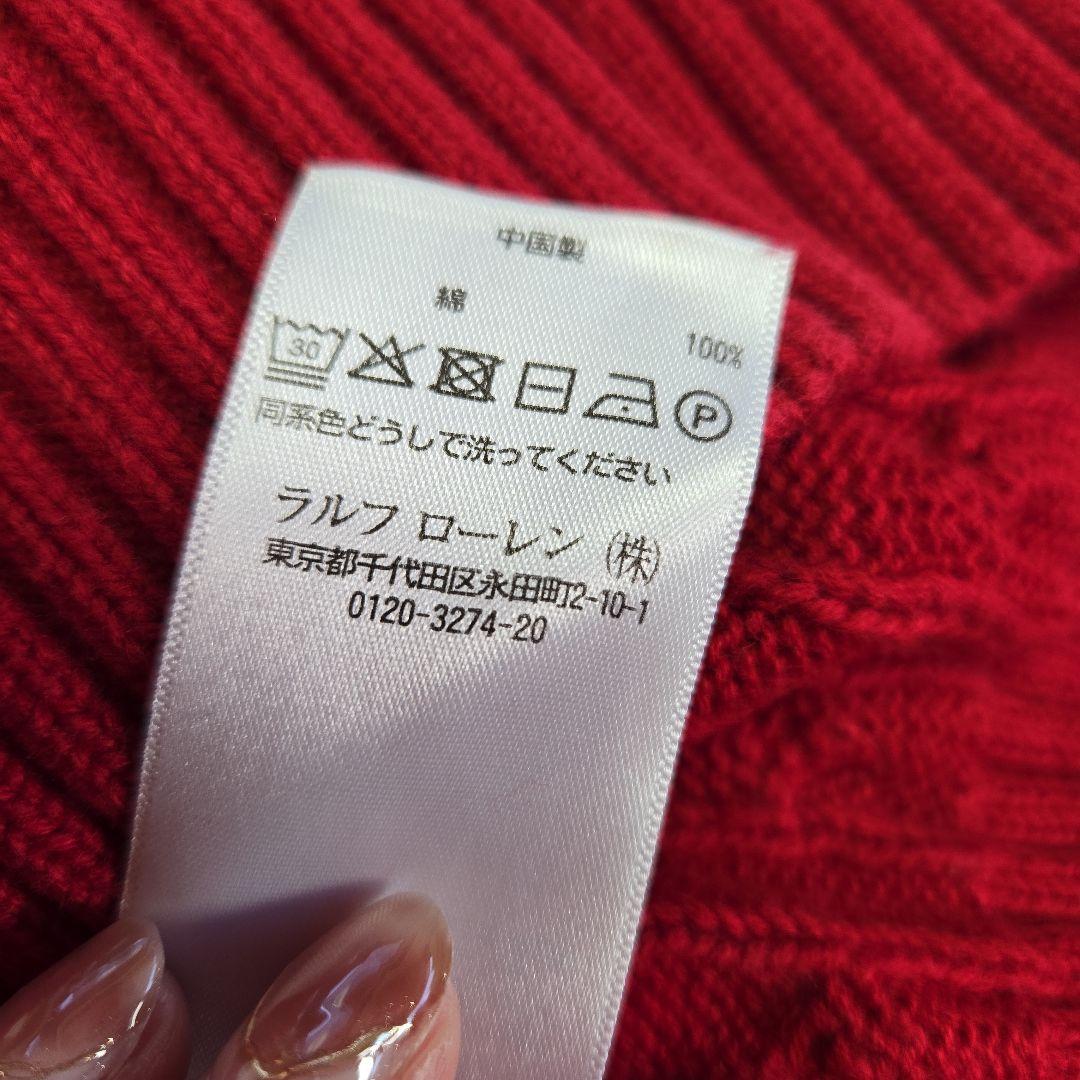 中国製
綿 100%
30 P
同系色どうしで洗ってください
ラルフ ローレン (株)
東京都千代田区永田町2-10-1
0120-3274-20